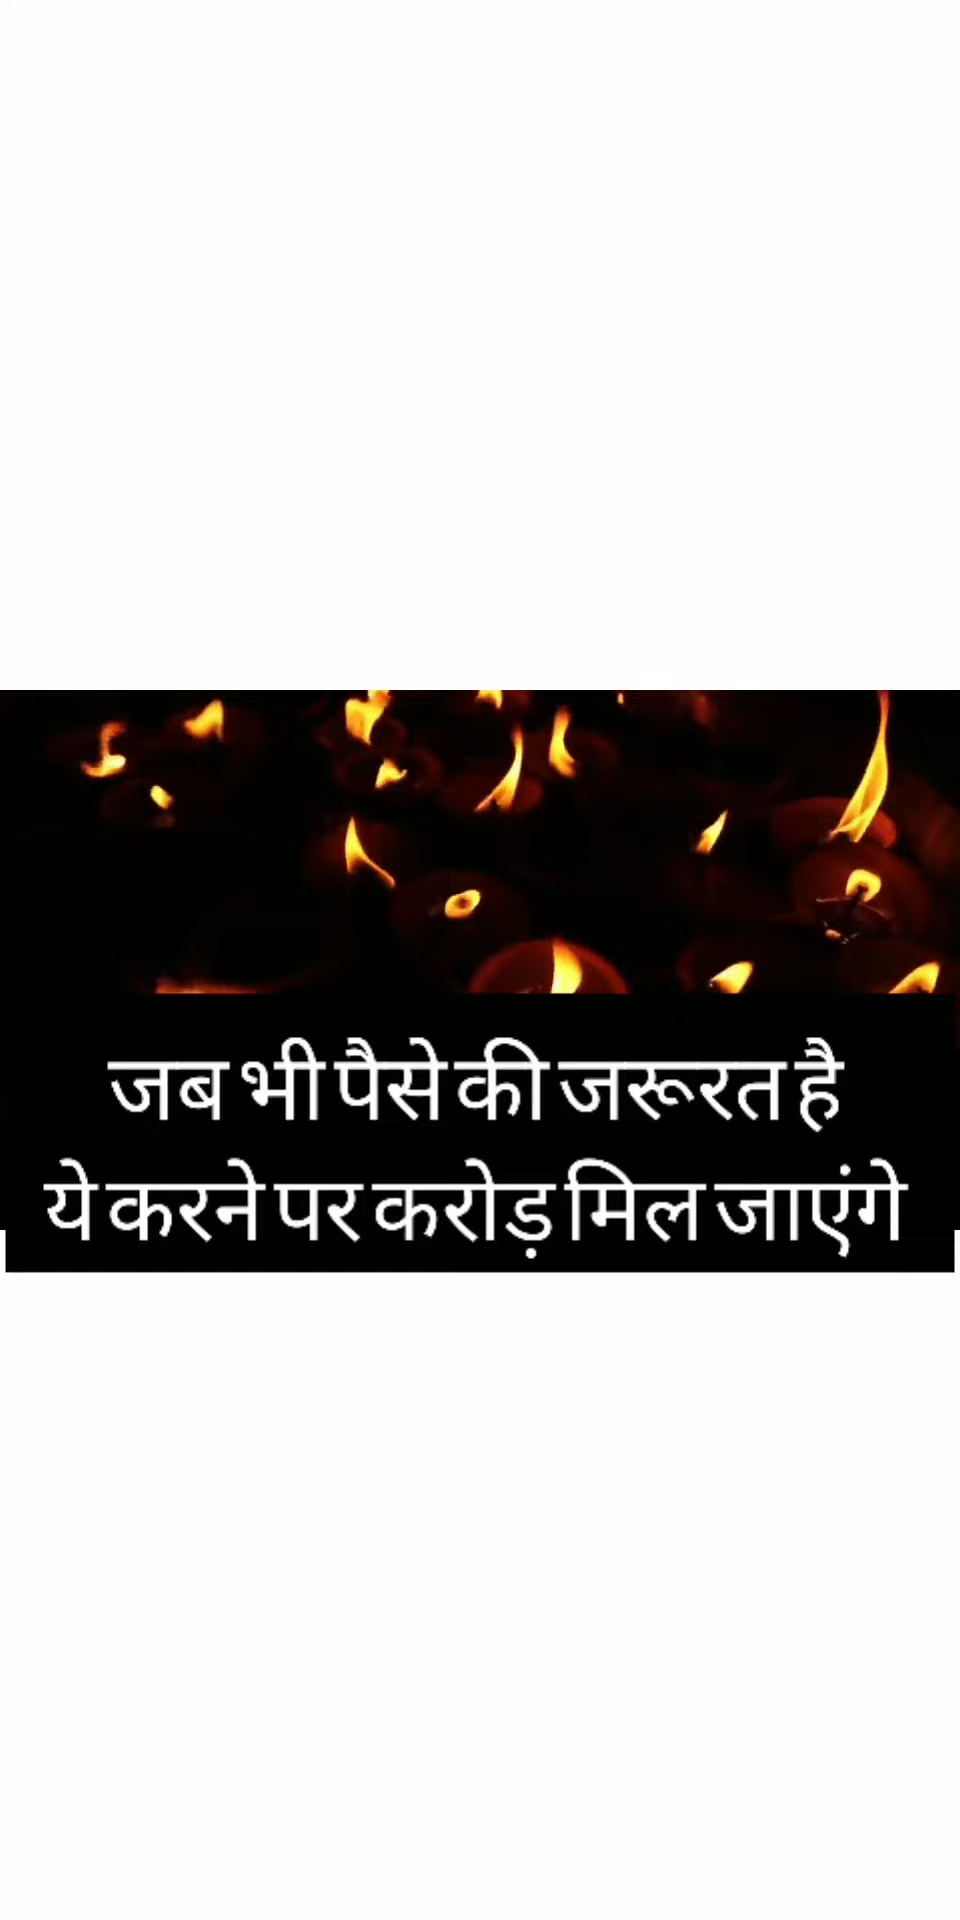 जब भी पैसे की जरूरत है
ये करने पर करोड़ मिल जाएंगे